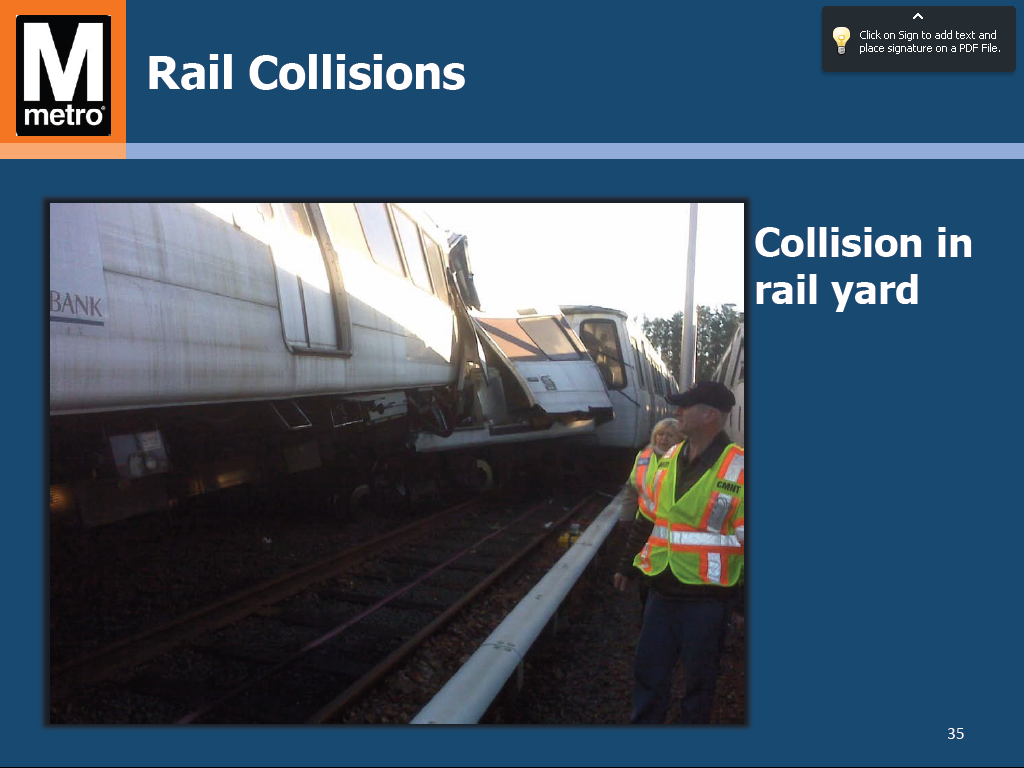 M
metro
Rail Collisions
Click on Sign to add text and
place signature on a PDF File.
Collision in
rail yard
BANK
CMNT
35